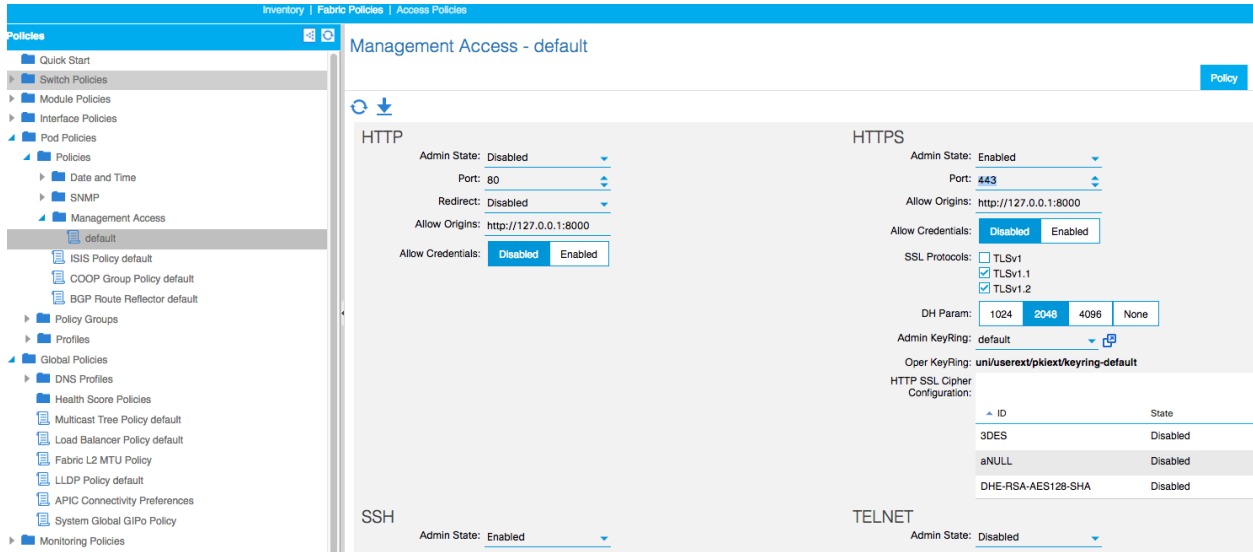 Inventory | Fabric Policies | Access Policies
Policies
Quick Start
Switch Policies
Module Policies
Interface Policies
Pod Policies
Policies
Date and Time
SNMP
Management Access
default
ISIS Policy default
COOP Group Policy default
BGP Route Reflector default
Policy Groups
Profiles
Global Policies
DNS Profiles
Health Score Policies
Multicast Tree Policy default
Load Balancer Policy default
Fabric L2 MTU Policy
LLDP Policy default
APIC Connectivity Preferences
System Global GIPo Policy
Monitoring Policies
Management Access - default
Policy
HTTP
Admin State: Disabled
Port: 80
Redirect: Disabled
Allow Origins: http://127.0.0.1:8000
Allow Credentials: Disabled Enabled
HTTPS
Admin State: Enabled
Port: 443
Allow Origins: http://127.0.0.1:8000
Allow Credentials: Disabled Enabled
SSL Protocols: TLSv1
TLSv1.1
TLSv1.2
DH Param: 1024 2048 4096 None
Admin KeyRing: default
Oper KeyRing: uni/userext/pkiext/keyring-default
HTTP SSL Cipher
Configuration:
ID State
3DES Disabled
aNULL Disabled
DHE-RSA-AES128-SHA Disabled
SSH
Admin State: Enabled
TELNET
Admin State: Disabled